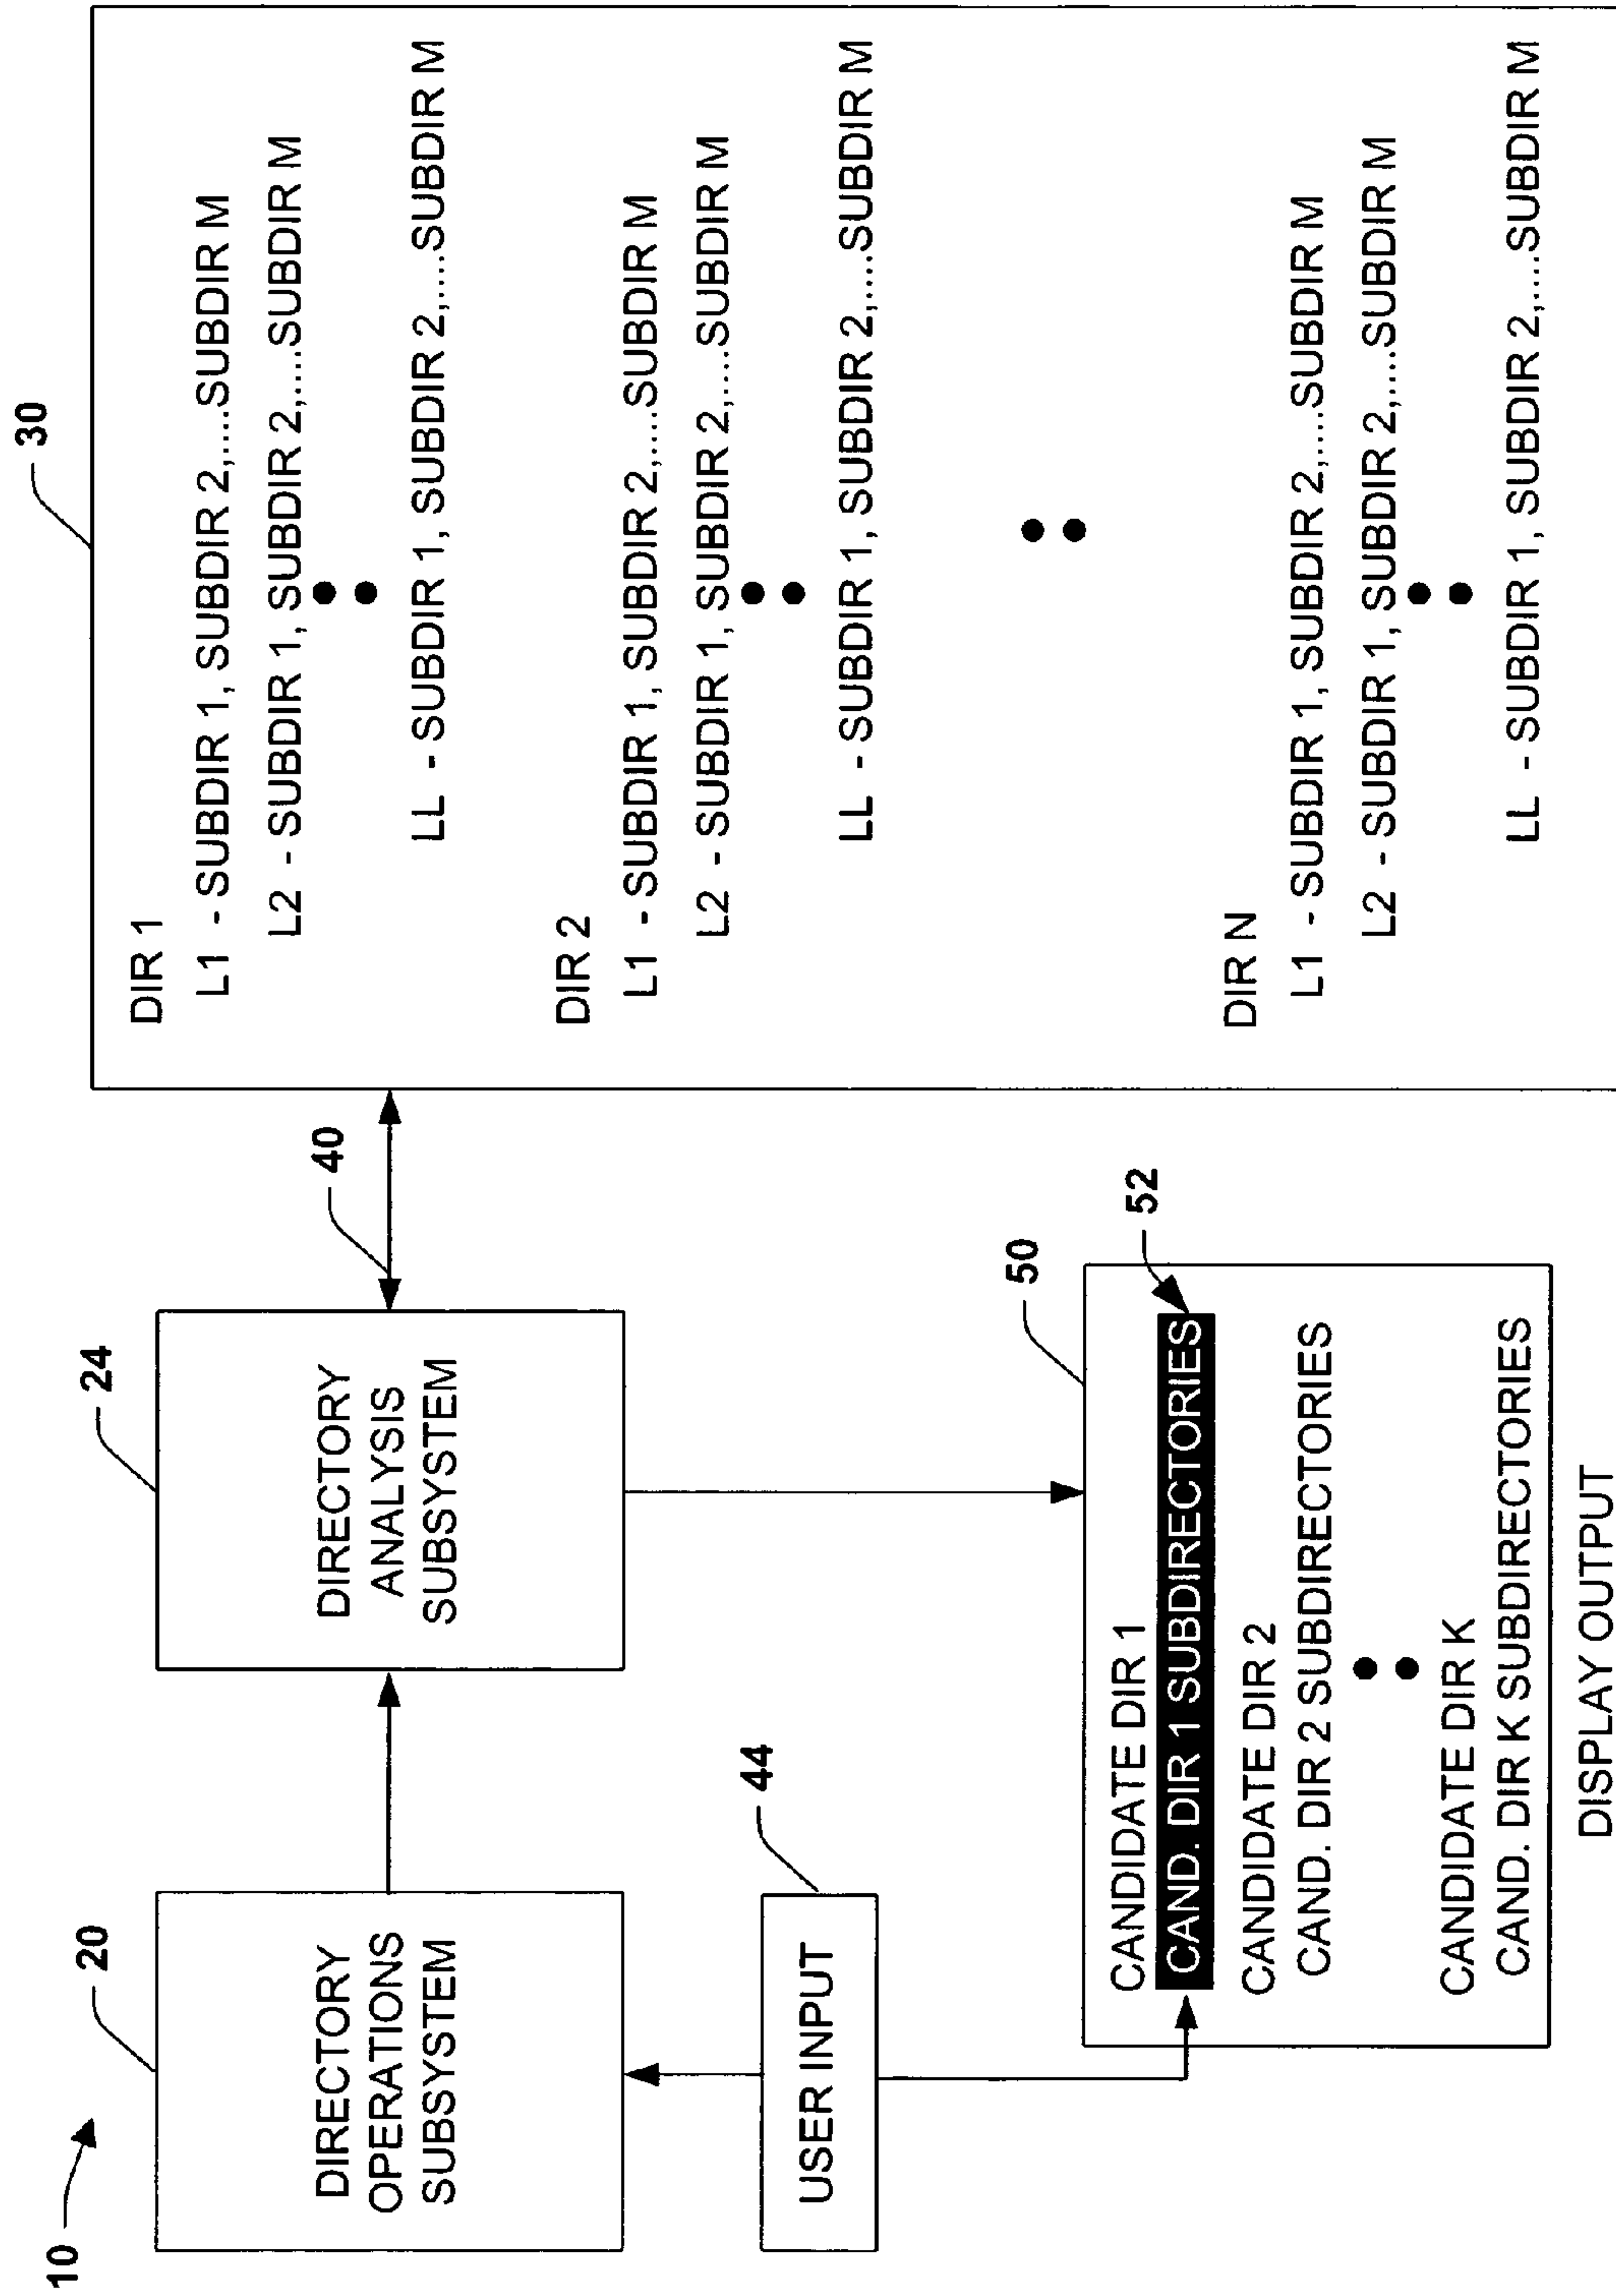 10
20
DIRECTORY
OPERATIONS
SUBSYSTEM
24
DIRECTORY
ANALYSIS
SUBSYSTEM
40
44
USER INPUT
50
52
CANDIDATE DIR 1
CAND. DIR 1 SUBDIRECTORIES
CANDIDATE DIR 2
CAND. DIR 2 SUBDIRECTORIES
CANDIDATE DIR K
CAND. DIR K SUBDIRECTORIES
DISPLAY OUTPUT
30
DIR 1
L1 - SUBDIR 1, SUBDIR 2,....SUBDIR M
L2 - SUBDIR 1, SUBDIR 2,....SUBDIR M
LL - SUBDIR 1, SUBDIR 2,....SUBDIR M
DIR 2
L1 - SUBDIR 1, SUBDIR 2,....SUBDIR M
L2 - SUBDIR 1, SUBDIR 2,....SUBDIR M
LL - SUBDIR 1, SUBDIR 2,....SUBDIR M
DIR N
L1 - SUBDIR 1, SUBDIR 2,....SUBDIR M
L2 - SUBDIR 1, SUBDIR 2,....SUBDIR M
LL - SUBDIR 1, SUBDIR 2,....SUBDIR M